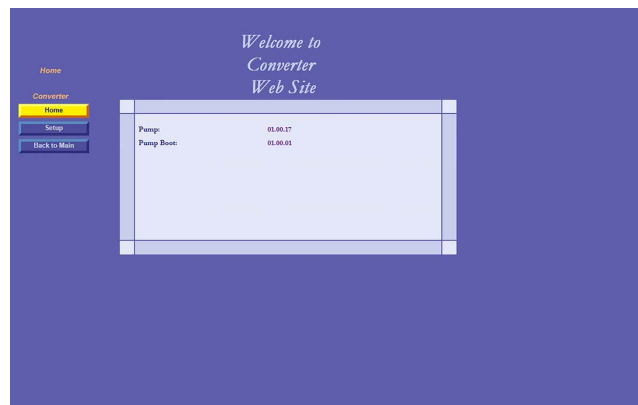 Welcome to
Converter
Web Site
Home
Converter
Home
Setup
Back to Main
Pump: 01.00.17
Pump Boot: 01.00.01